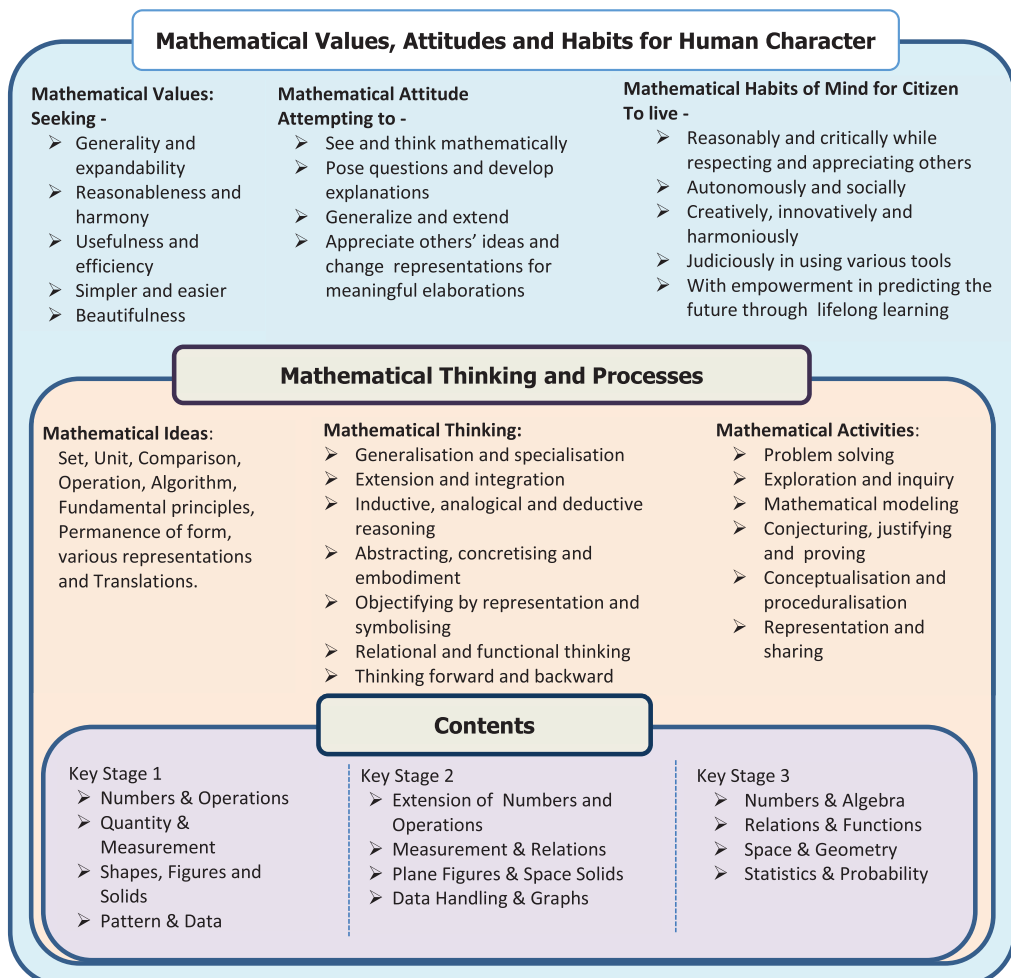 Mathematical Values, Attitudes and Habits for Human Character
Mathematical Values:
Seeking -
➢ Generality and
expandability
➢ Reasonableness and
harmony
➢ Usefulness and
efficiency
➢ Simpler and easier
➢ Beautifulness
Mathematical Attitude
Attempting to -
➢ See and think mathematically
➢ Pose questions and develop
explanations
➢ Generalize and extend
➢ Appreciate others’ ideas and
change representations for
meaningful elaborations
Mathematical Habits of Mind for Citizen
To live -
➢ Reasonably and critically while
respecting and appreciating others
➢ Autonomously and socially
➢ Creatively, innovatively and
harmoniously
➢ Judiciously in using various tools
➢ With empowerment in predicting the
future through lifelong learning
Mathematical Thinking and Processes
Mathematical Ideas:
Set, Unit, Comparison,
Operation, Algorithm,
Fundamental principles,
Permanence of form,
various representations
and Translations.
Mathematical Thinking:
➢ Generalisation and specialisation
➢ Extension and integration
➢ Inductive, analogical and deductive
reasoning
➢ Abstracting, concretising and
embodiment
➢ Objectifying by representation and
symbolising
➢ Relational and functional thinking
➢ Thinking forward and backward
Mathematical Activities:
➢ Problem solving
➢ Exploration and inquiry
➢ Mathematical modeling
➢ Conjecturing, justifying
and proving
➢ Conceptualisation and
proceduralisation
➢ Representation and
sharing
Contents
Key Stage 1
➢ Numbers & Operations
➢ Quantity &
Measurement
➢ Shapes, Figures and
Solids
➢ Pattern & Data
Key Stage 2
➢ Extension of Numbers and
Operations
➢ Measurement & Relations
➢ Plane Figures & Space Solids
➢ Data Handling & Graphs
Key Stage 3
➢ Numbers & Algebra
➢ Relations & Functions
➢ Space & Geometry
➢ Statistics & Probability